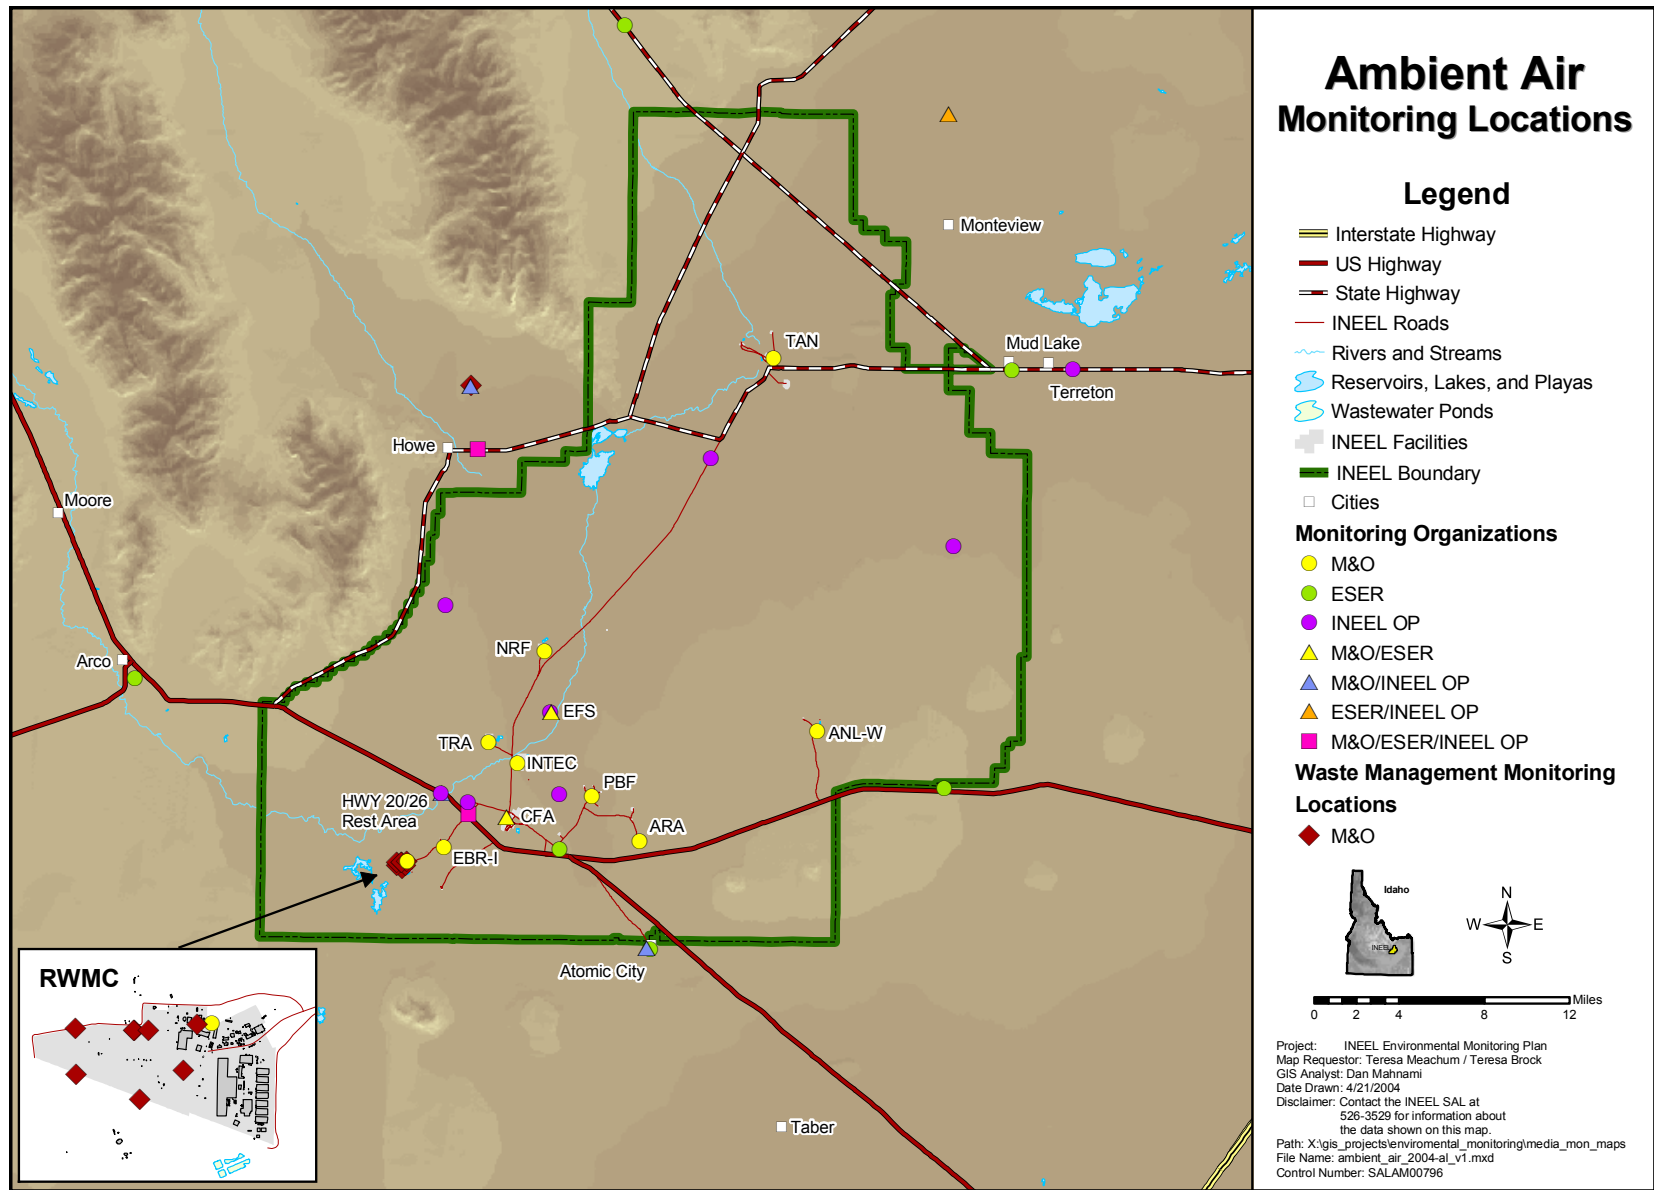 Ambient Air
Monitoring Locations
Legend
Interstate Highway
US Highway
State Highway
INEEL Roads
Rivers and Streams
Reservoirs, Lakes, and Playas
Wastewater Ponds
INEEL Facilities
INEEL Boundary
Cities
Monitoring Organizations
M&O
ESER
INEEL OP
M&O/ESER
M&O/INEEL OP
ESER/INEEL OP
M&O/ESER/INEEL OP
Waste Management Monitoring
Locations
M&O
Idaho
INEEL
N
W
E
S
Miles
0 2 4 8 12
Project: INEEL Environmental Monitoring Plan
Map Requestor: Teresa Meachum / Teresa Brock
GIS Analyst: Dan Mahnami
Date Drawn: 4/21/2004
Disclaimer: Contact the INEEL SAL at
526-3529 for information about
the data shown on this map.
Path: X:\gis_projects\enviromental_monitoring\media_mon_maps
File Name: ambient_air_2004-al_v1.mxd
Control Number: SALAM00796
Monteview
TAN
Mud Lake
Terreton
Howe
Moore
Arco
NRF
EFS
TRA
INTEC
ANL-W
PBF
HWY 20/26
Rest Area
CFA
ARA
EBR-I
Atomic City
RWMC
Taber